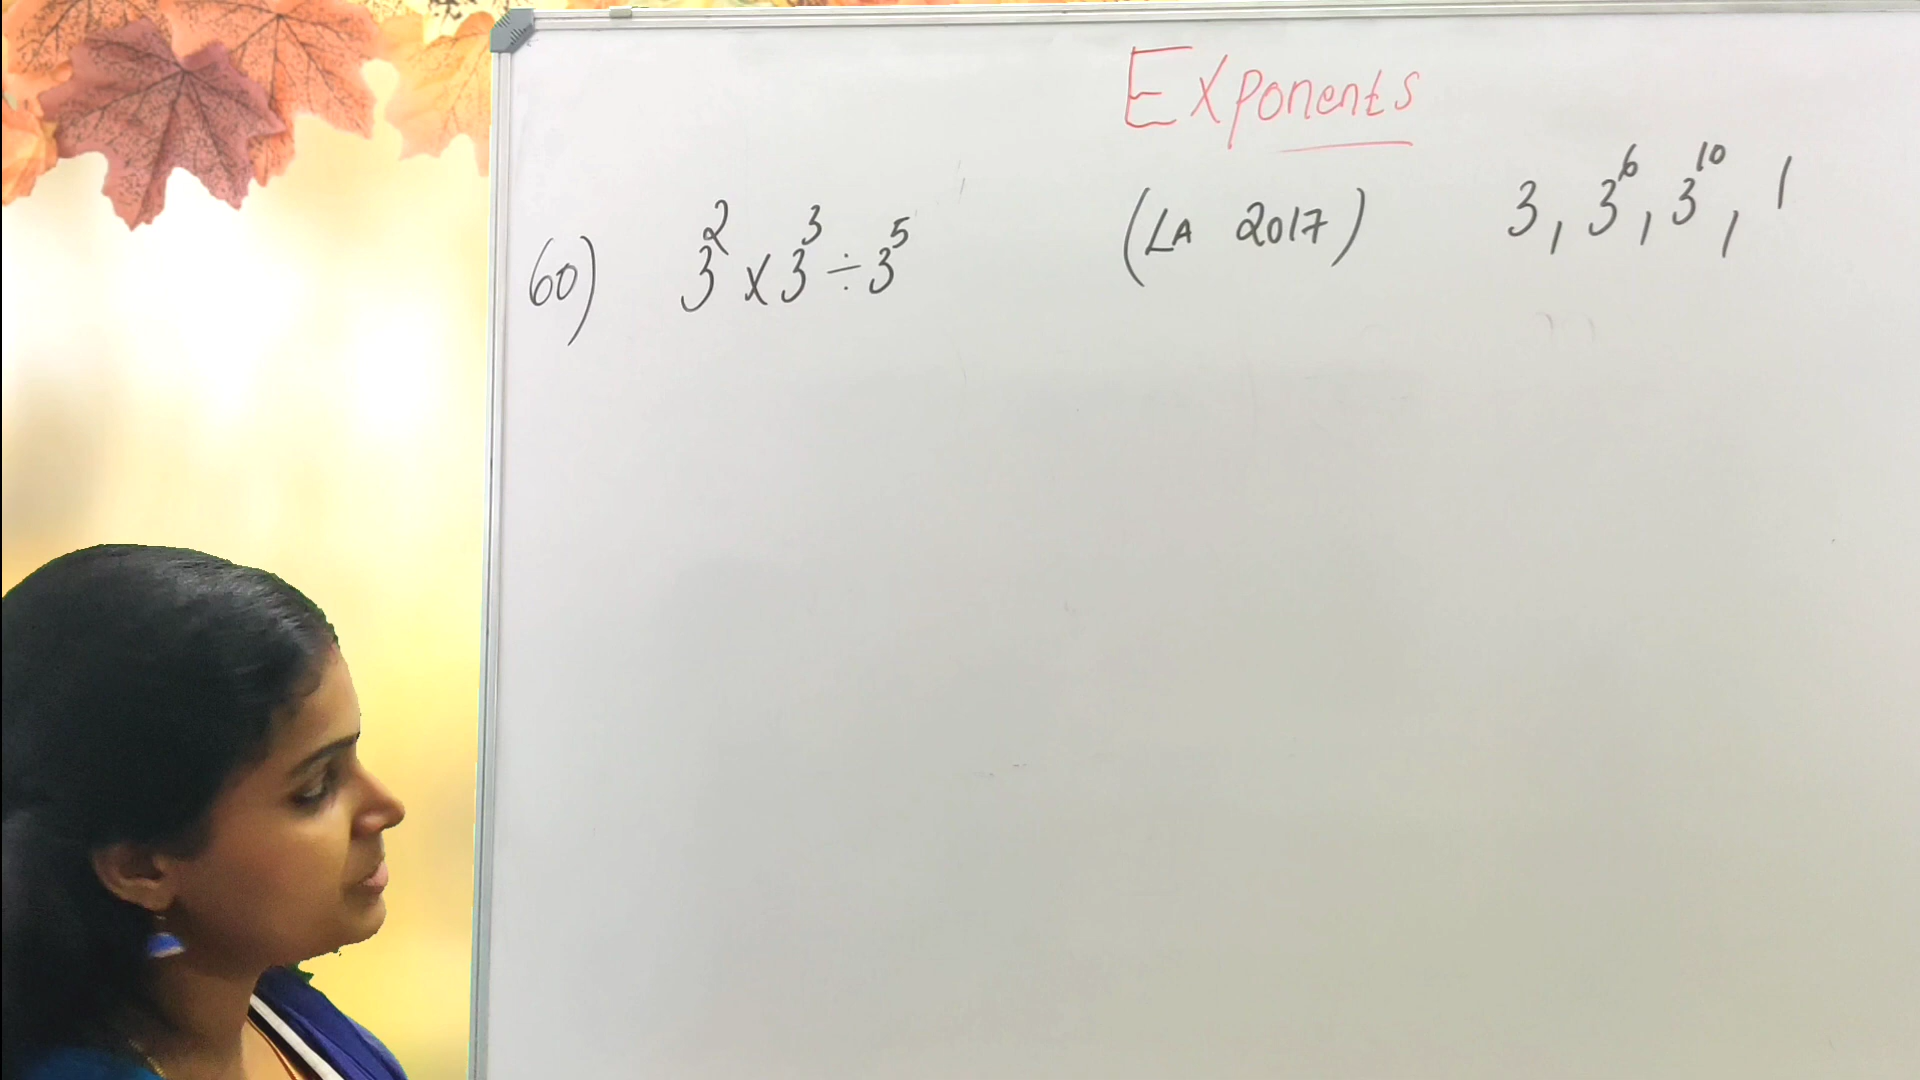 Exponents
60) 3² x 3³ ÷ 3⁵ (LA 2017) 3, 3⁶, 3¹⁰, 1